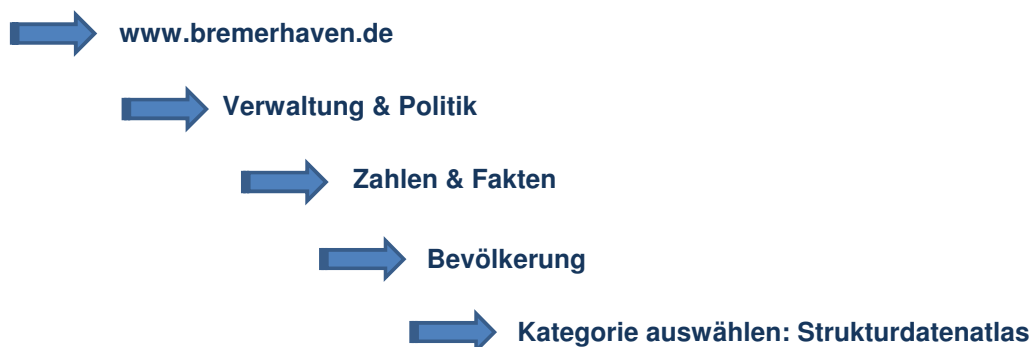 www.bremerhaven.de
Verwaltung & Politik
Zahlen & Fakten
Bevölkerung
Kategorie auswählen: Strukturdatenatlas